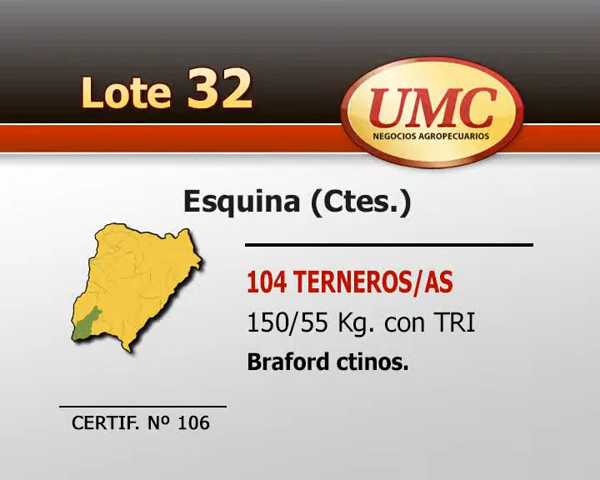 Lote 32
UMC
NEGOCIOS AGROPECUARIOS
Esquina (Ctes.)
104 TERNEROS/AS
150/55 Kg. con TRI
Braford ctinos.
CERTIF. Nº 106